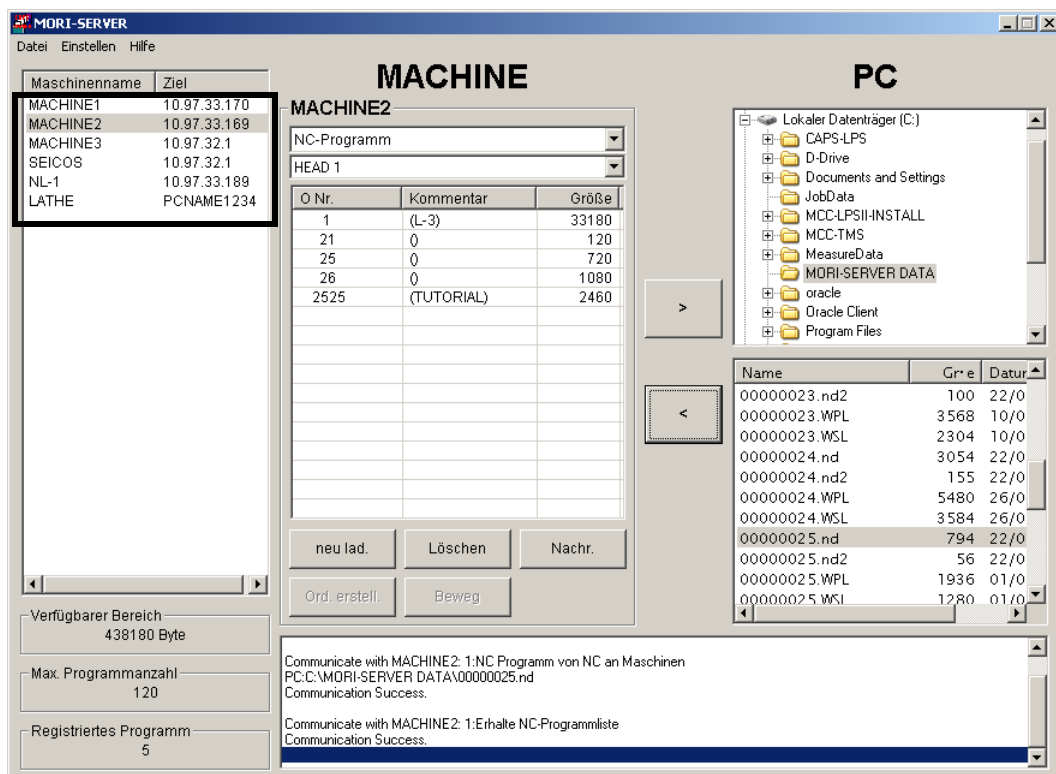 MORI-SERVER
Datei Einstellen Hilfe
Maschinenname Ziel
MACHINE1 10.97.33.170
MACHINE2 10.97.33.169
MACHINE3 10.97.32.1
SEICOS 10.97.32.1
NL-1 10.97.33.189
LATHE PCNAME1234
Verfügbarer Bereich
438180 Byte
Max. Programmanzahl
120
Registriertes Programm
5
MACHINE
MACHINE2
NC-Programm
HEAD 1
O Nr. Kommentar Größe
1 (L-3) 33180
21 () 120
25 () 720
26 () 1080
2525 (TUTORIAL) 2460
neu lad. Löschen Nachr.
Ord. erstell. Beweg
>
<
PC
Lokaler Datenträger (C:)
CAPS-LPS
D-Drive
Documents and Settings
JobData
MCC-LPSII-INSTALL
MCC-TMS
MeasureData
MORI-SERVER DATA
oracle
Oracle Client
Program Files
Name Gr·e Datur
00000023.nd2 100 22/0
00000023.WPL 3568 10/0
00000023.WSL 2304 10/0
00000024.nd 3054 22/0
00000024.nd2 155 22/0
00000024.WPL 5480 26/0
00000024.WSL 3584 26/0
00000025.nd 794 22/0
00000025.nd2 56 22/0
00000025.WPL 1936 01/0
00000025.WSL 1280 01/0
Communicate with MACHINE2: 1:NC Programm von NC an Maschinen
PC:C:\MORI-SERVER DATA\00000025.nd
Communication Success.
Communicate with MACHINE2: 1:Erhalte NC-Programmliste
Communication Success.